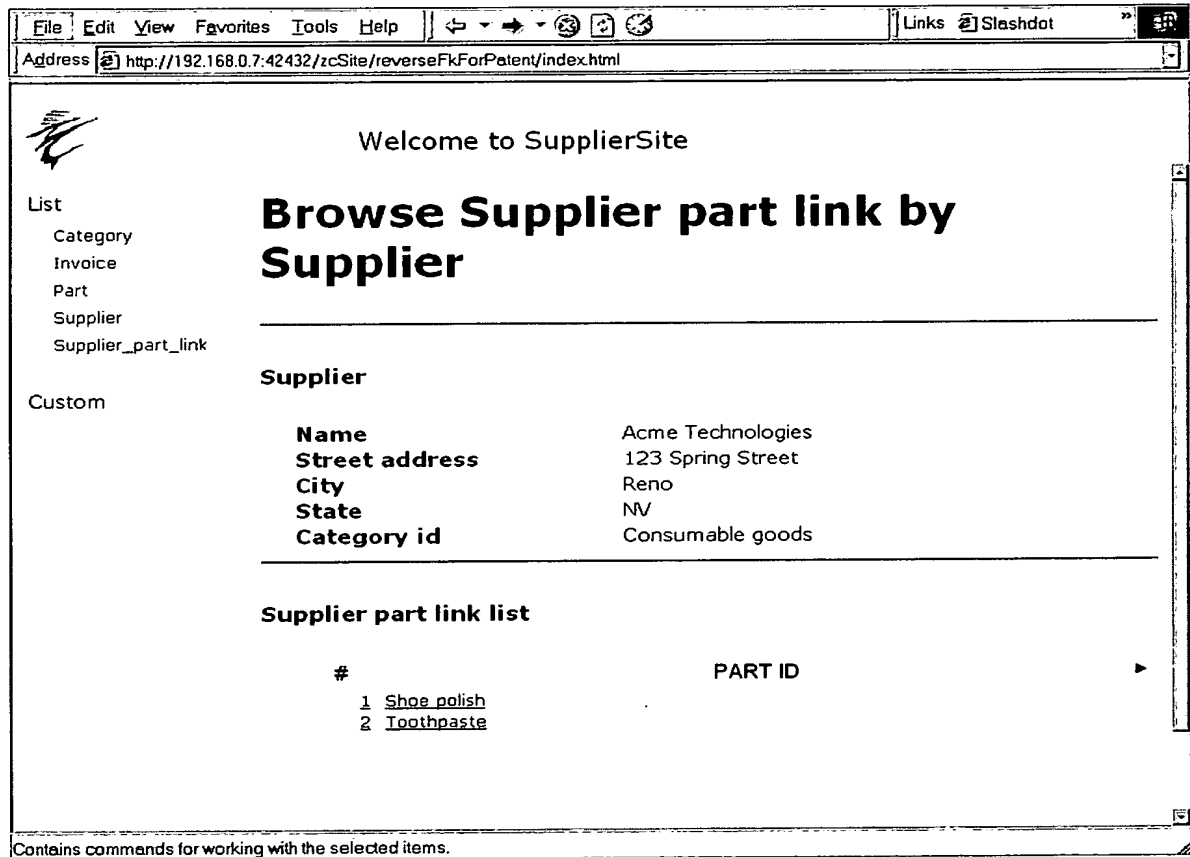 File Edit View Favorites Tools Help Links Slashdot »
Address http://192.168.0.7:42432/zcSite/reverseFkForPatent/index.html
Welcome to SupplierSite
List
Category
Invoice
Part
Supplier
Supplier_part_link
Custom
Browse Supplier part link by
Supplier
Supplier
Name Acme Technologies
Street address 123 Spring Street
City Reno
State NV
Category id Consumable goods
Supplier part link list
# PART ID
1 Shoe polish
2 Toothpaste
Contains commands for working with the selected items.